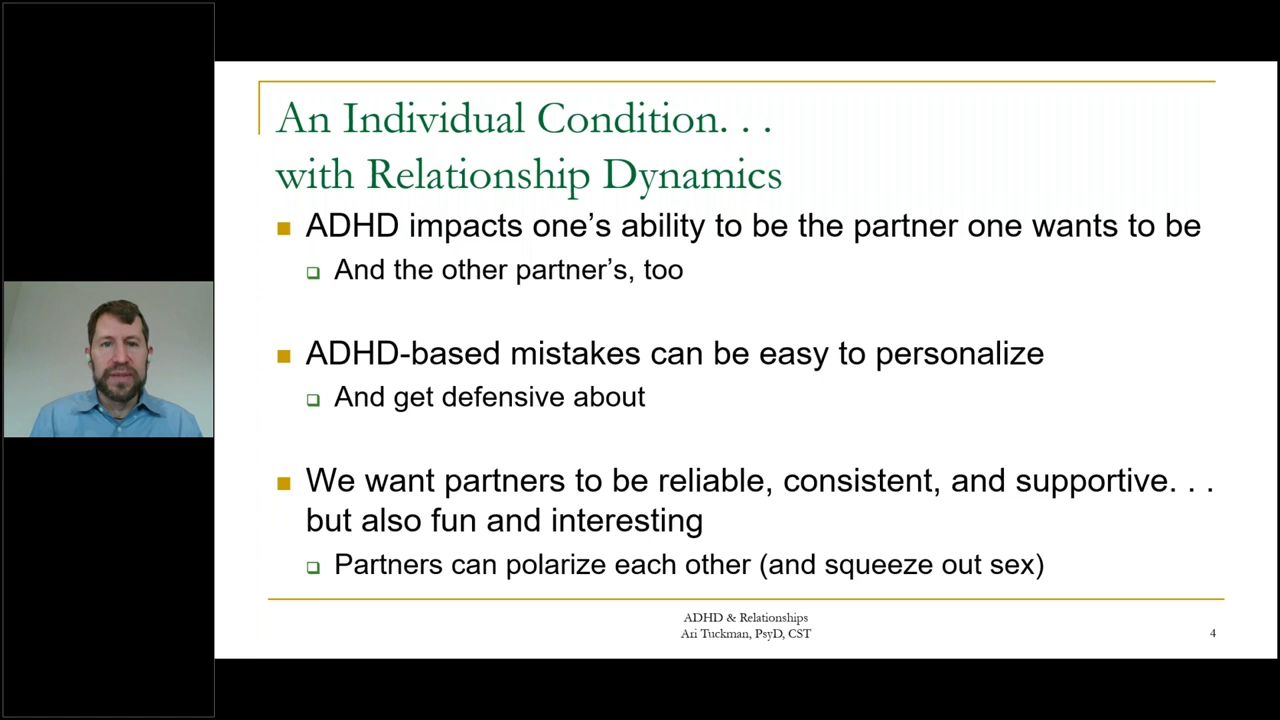 An Individual Condition. . .
with Relationship Dynamics
ADHD impacts one’s ability to be the partner one wants to be
And the other partner’s, too
ADHD-based mistakes can be easy to personalize
And get defensive about
We want partners to be reliable, consistent, and supportive. . .
but also fun and interesting
Partners can polarize each other (and squeeze out sex)
ADHD & Relationships
Ari Tuckman, PsyD, CST
4